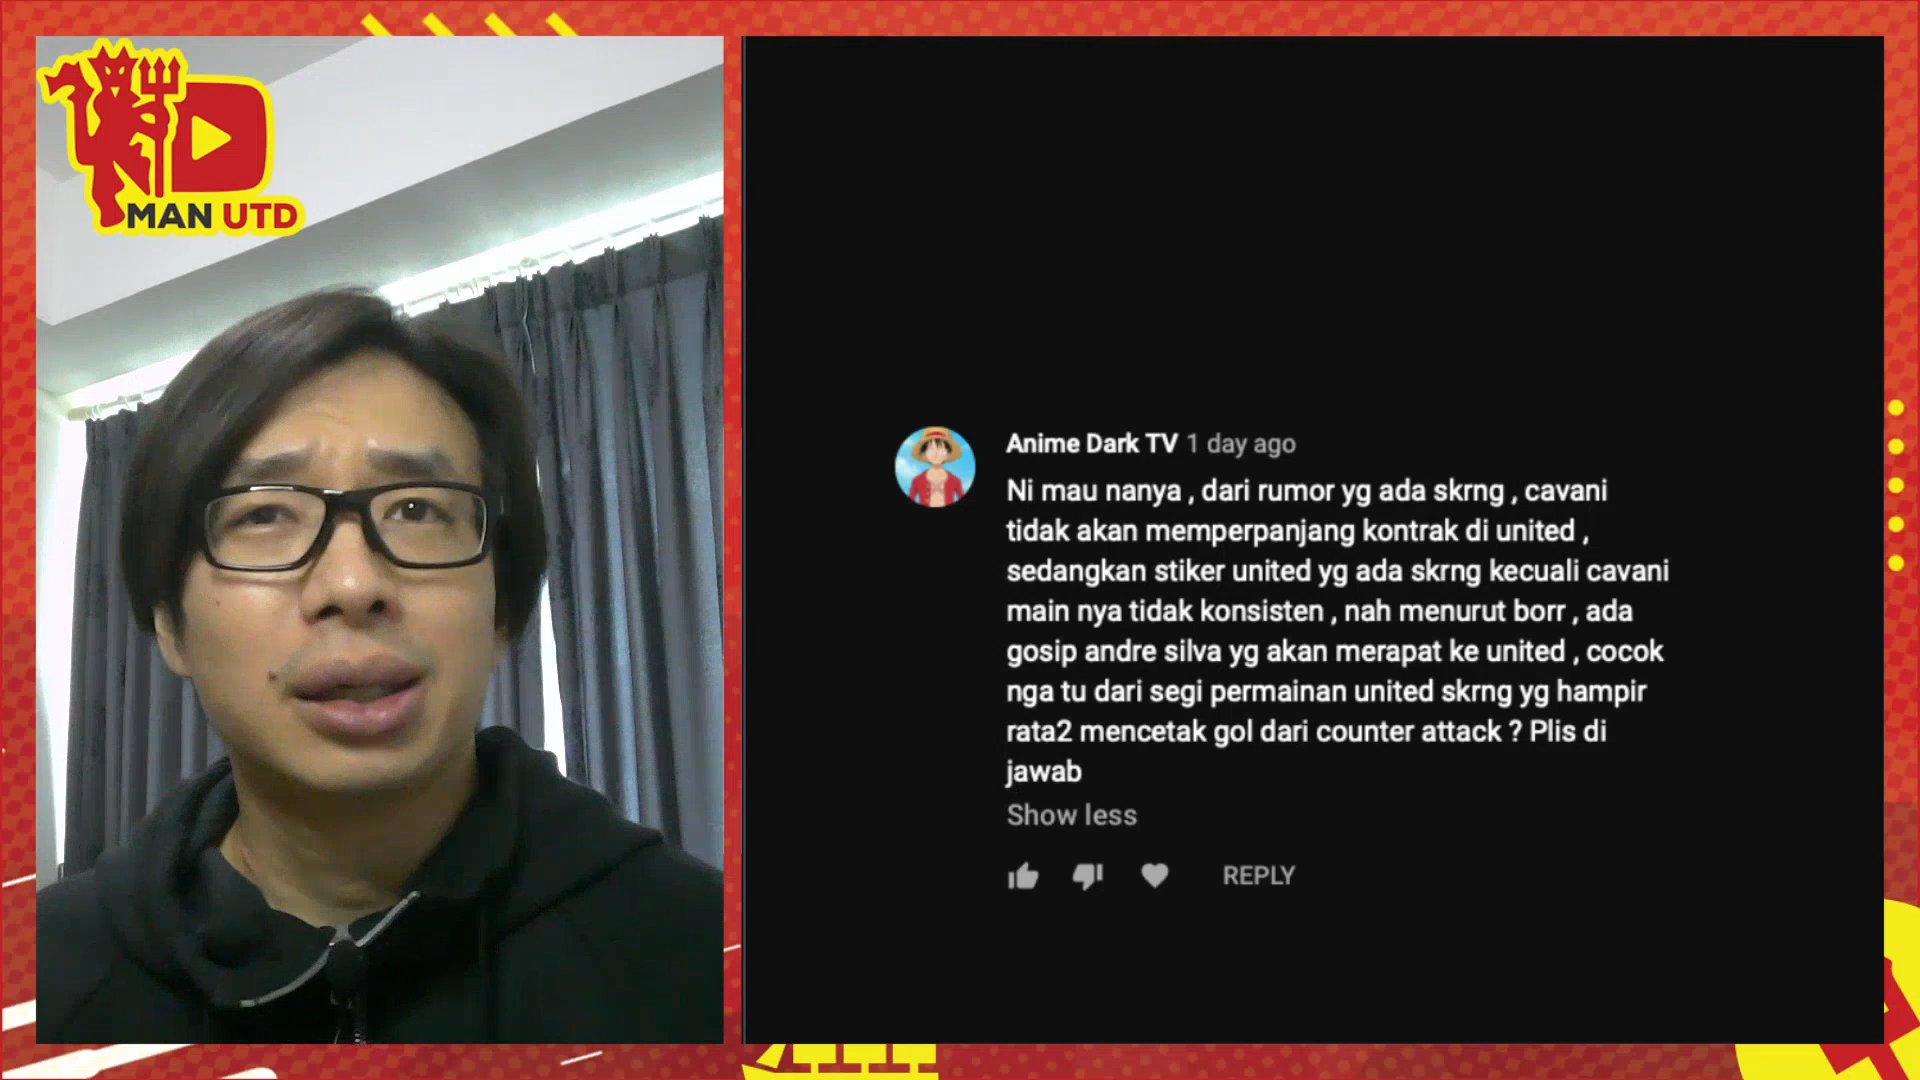 MAN UTD
Anime Dark TV 1 day ago
Ni mau nanya , dari rumor yg ada skrng , cavani
tidak akan memperpanjang kontrak di united ,
sedangkan stiker united yg ada skrng kecuali cavani
main nya tidak konsisten , nah menurut borr , ada
gosip andre silva yg akan merapat ke united , cocok
nga tu dari segi permainan united skrng yg hampir
rata2 mencetak gol dari counter attack ? Plis di
jawab
Show less
REPLY